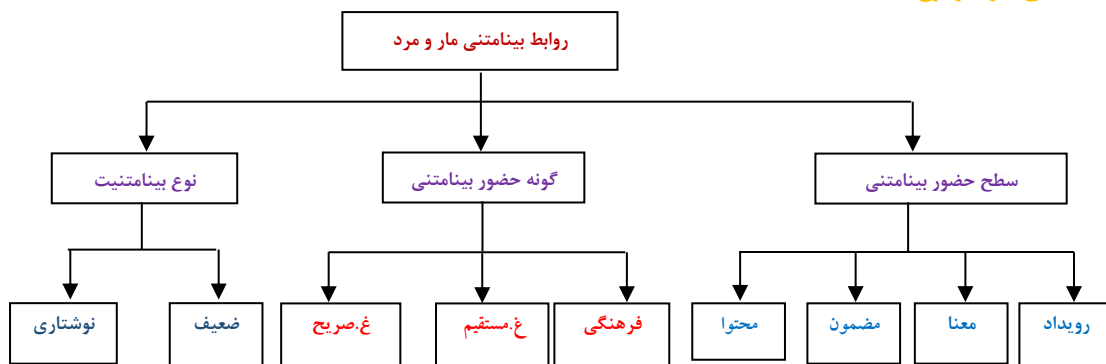 روابط بینامتنی مار و مرد
سطح حضور بینامتنی
گونه حضور بینامتنی
نوع بینامتنیت
رویداد
معنا
مضمون
محتوا
فرهنگی
غ.مستقیم
غ.صریح
ضعیف
نوشتاری